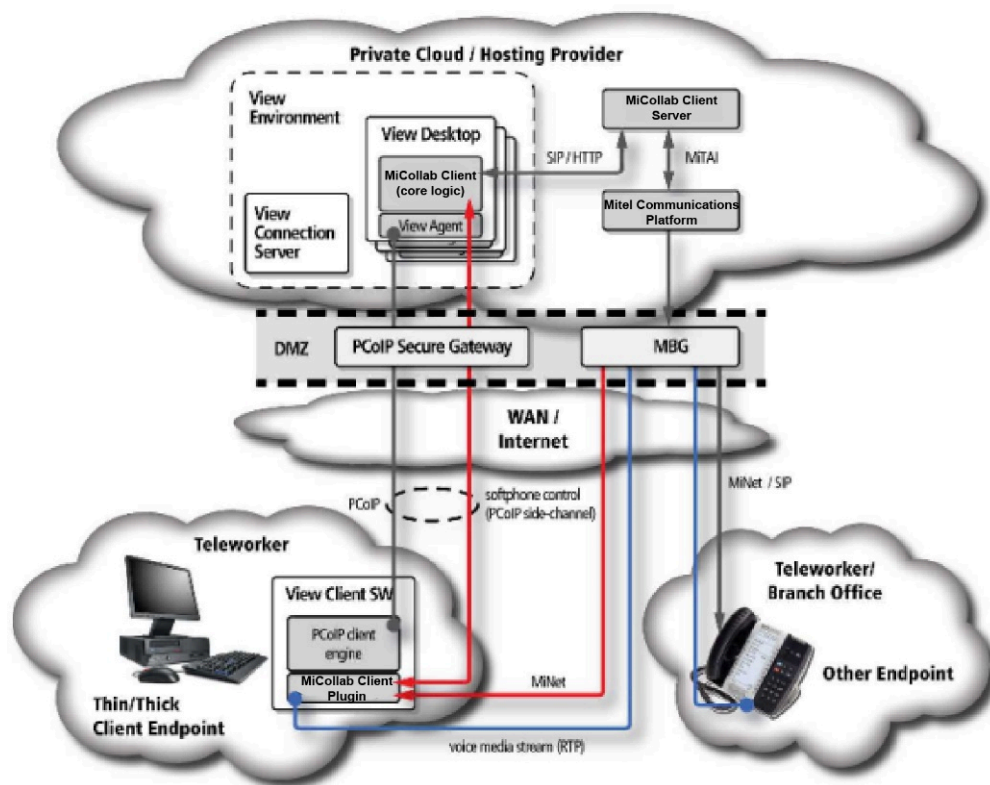 Private Cloud / Hosting Provider
View
Environment
View Desktop
MiCollab Client
(core logic)
View Agent
View
Connection
Server
SIP / HTTP
MiCollab Client
Server
MiTAI
Mitel Communications
Platform
DMZ
PCoIP Secure Gateway
MBG
WAN /
Internet
PCoIP
softphone control
(PCoIP side-channel)
MiNet / SIP
Teleworker
View Client SW
PCoIP client
engine
MiCollab Client
Plugin
Thin/Thick
Client Endpoint
MiNet
voice media stream (RTP)
Teleworker/
Branch Office
Other Endpoint